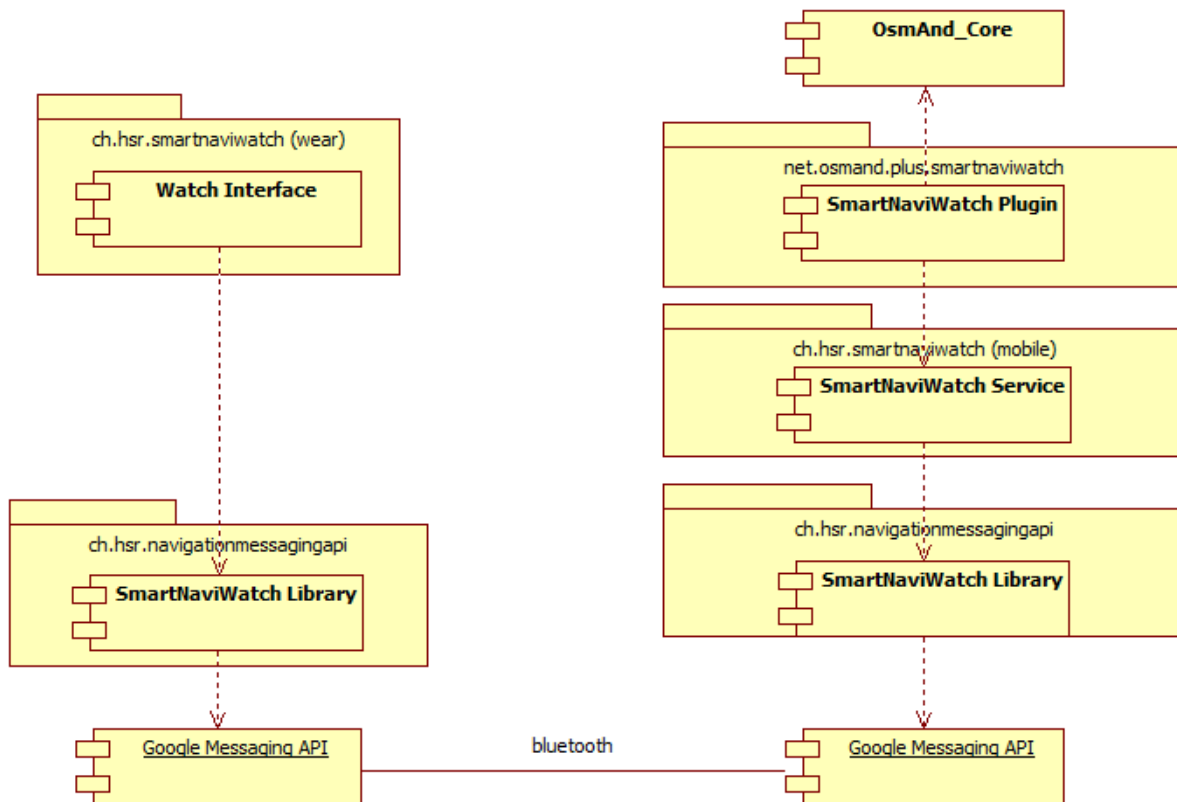 OsmAnd_Core
ch.hsr.smartnaviwatch (wear)
Watch Interface
net.osmand.plus.smartnaviwatch
SmartNaviWatch Plugin
ch.hsr.smartnaviwatch (mobile)
SmartNaviWatch Service
ch.hsr.navigationmessagingapi
SmartNaviWatch Library
ch.hsr.navigationmessagingapi
SmartNaviWatch Library
Google Messaging API
bluetooth
Google Messaging API